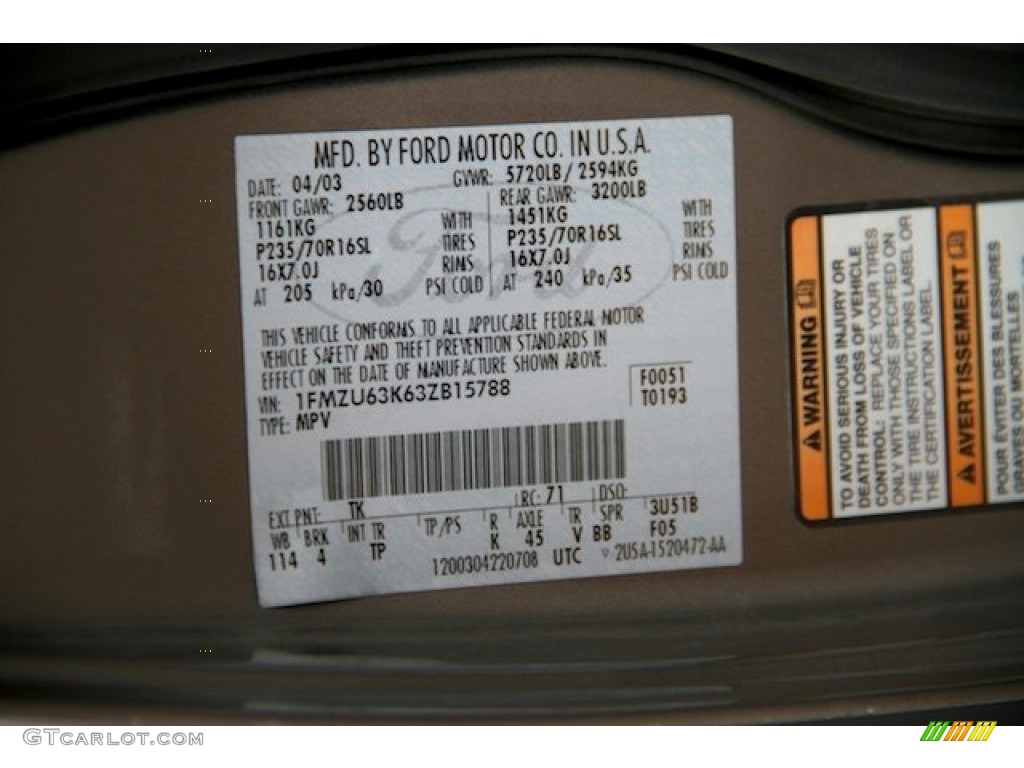 MFD. BY FORD MOTOR CO. IN U.S.A.
DATE: 04/03 GVWR: 5720LB / 2594KG
FRONT GAWR: 2560LB REAR GAWR: 3200LB
1161KG WITH 1451KG WITH
P235/70R16SL TIRES P235/70R16SL TIRES
16X7.0J RIMS 16X7.0J RIMS
AT 205 kPa/30 PSI COLD AT 240 kPa/35 PSI COLD
Ford
THIS VEHICLE CONFORMS TO ALL APPLICABLE FEDERAL MOTOR
VEHICLE SAFETY AND THEFT PREVENTION STANDARDS IN
EFFECT ON THE DATE OF MANUFACTURE SHOWN ABOVE.
VIN: 1FMZU63K63ZB15788 F0051
TYPE: MPV T0193
EXT PNT: TK RC: 71 DSO:
WB BRK INT TR TP/PS R AXLE TR SPR 3U51B
114 4 TP K 45 V BB F05
1200304220708 UTC 2U5A-1520472-AA
WARNING
TO AVOID SERIOUS INJURY OR
DEATH FROM LOSS OF VEHICLE
CONTROL: REPLACE YOUR TIRES
ONLY WITH THOSE SPECIFIED ON
THE TIRE INSTRUCTIONS LABEL OR
THE CERTIFICATION LABEL.
AVERTISSEMENT
POUR ÉVITER DES BLESSURES
GRAVES OU MORTELLES
GTCARLOT.COM